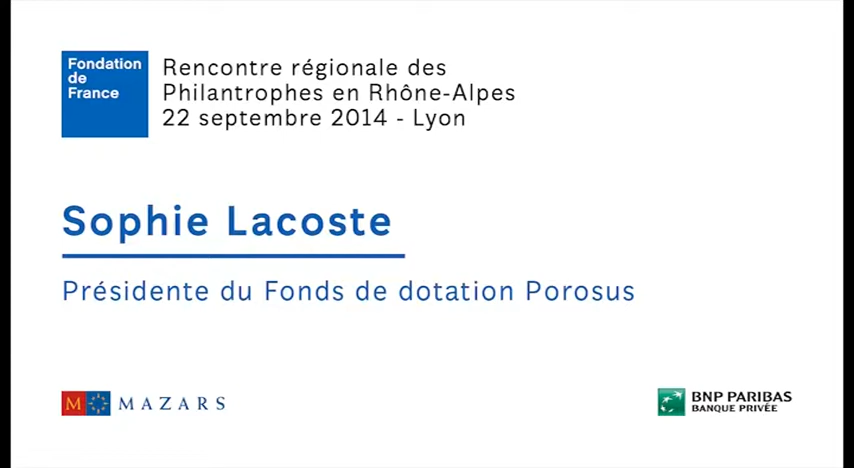 Fondation
de
France
Rencontre régionale des
Philantrophes en Rhône-Alpes
22 septembre 2014 - Lyon
Sophie Lacoste
Présidente du Fonds de dotation Porosus
M MAZARS
BNP PARIBAS
BANQUE PRIVÉE